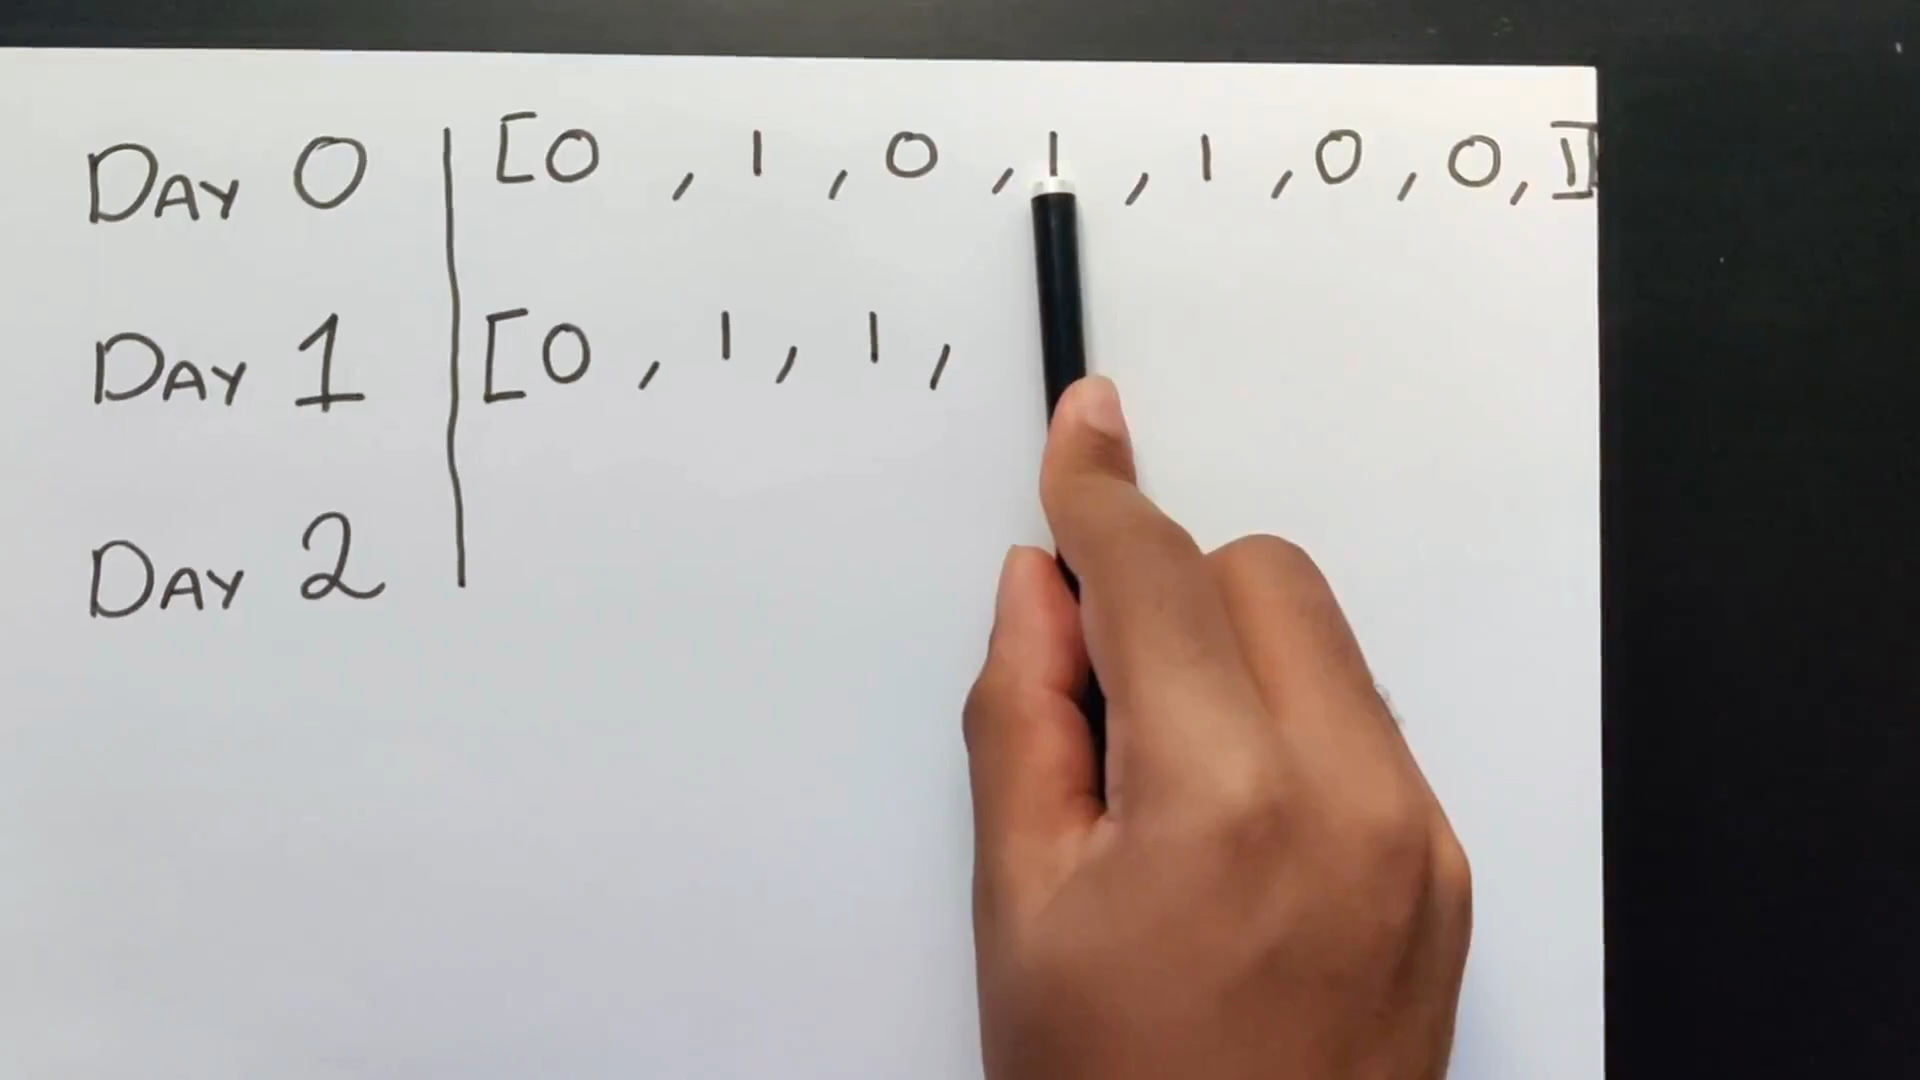 DAY 0 [0, 1, 0, 1, 1, 0, 0, 1]
DAY 1 [0, 1, 1,
DAY 2